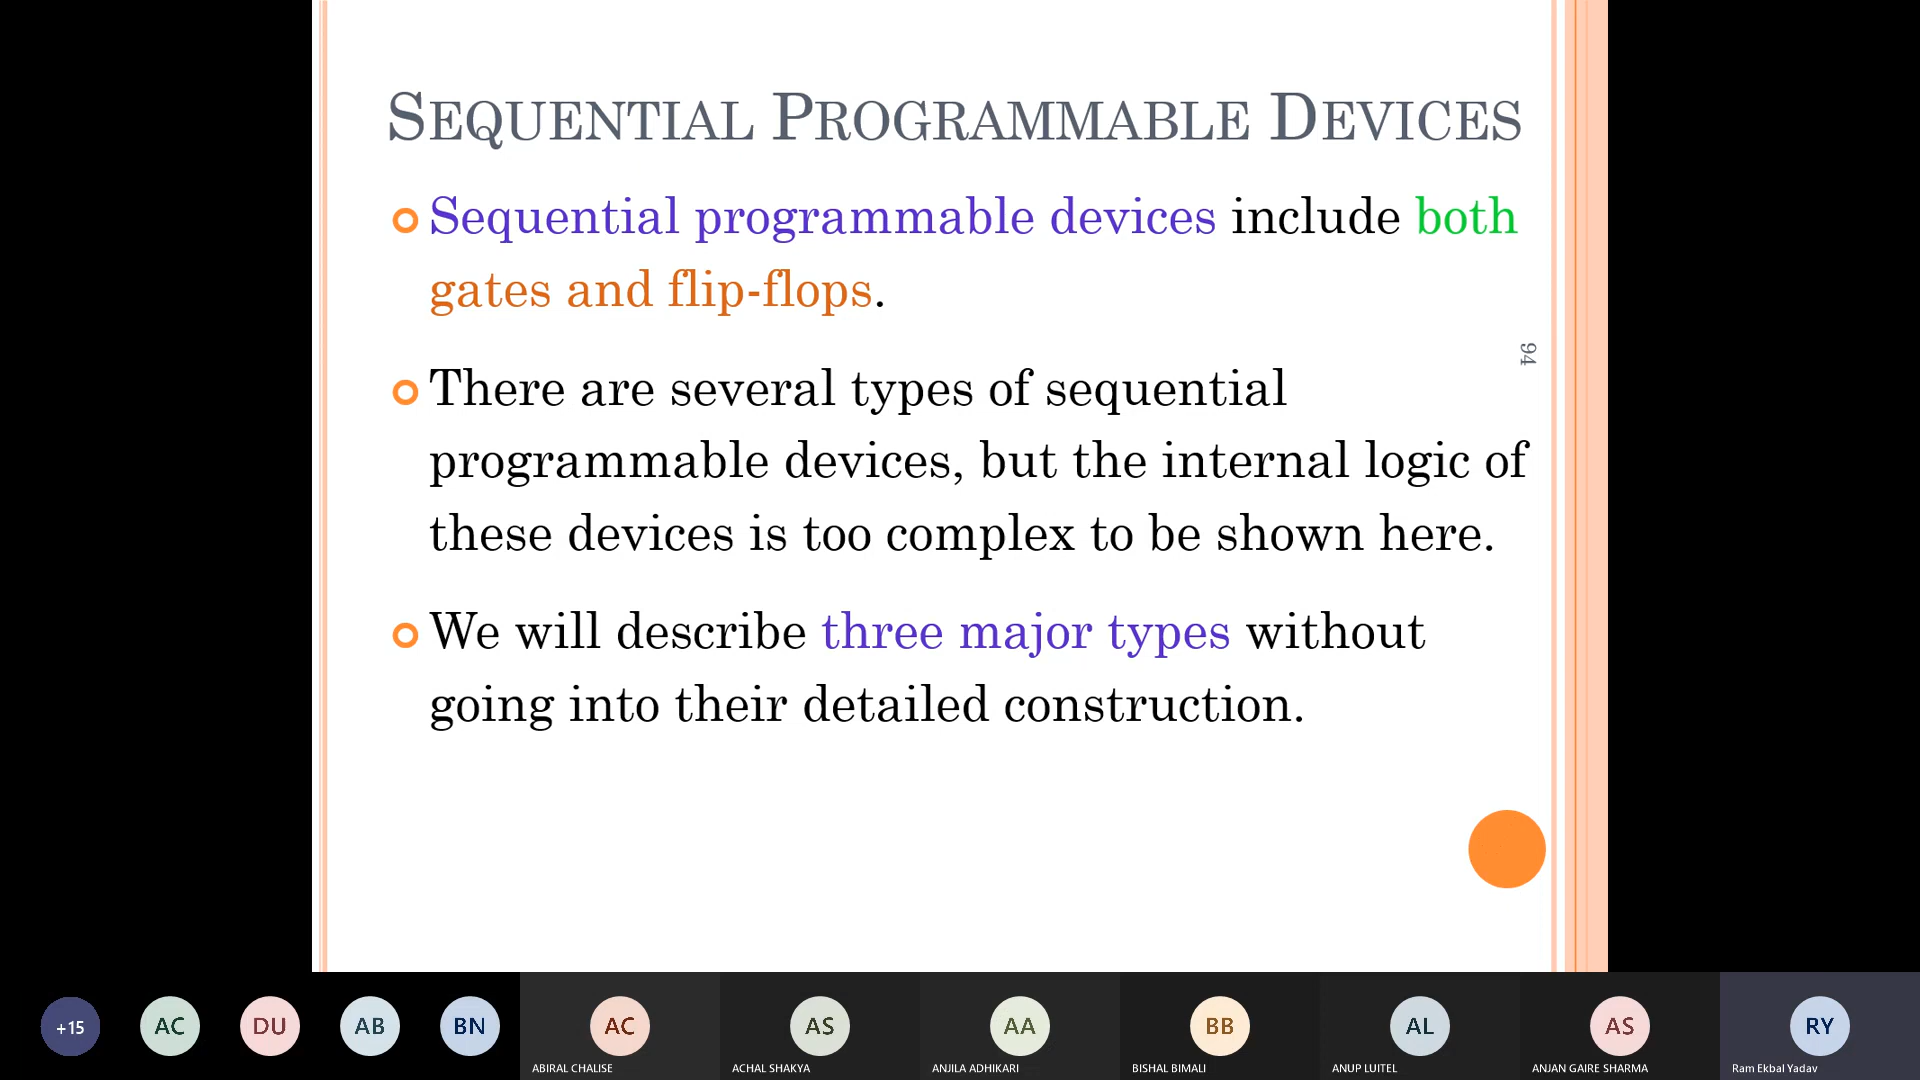 SEQUENTIAL PROGRAMMABLE DEVICES
Sequential programmable devices include both
gates and flip-flops.
94
There are several types of sequential
programmable devices, but the internal logic of
these devices is too complex to be shown here.
We will describe three major types without
going into their detailed construction.
+15
AC
DU
AB
BN
AC
AS
AA
BB
AL
AS
RY
ABIRAL CHALISE
ACHAL SHAKYA
ANJILA ADHIKARI
BISHAL BIMALI
ANUP LUITEL
ANJAN GAIRE SHARMA
Ram Ekbal Yadav